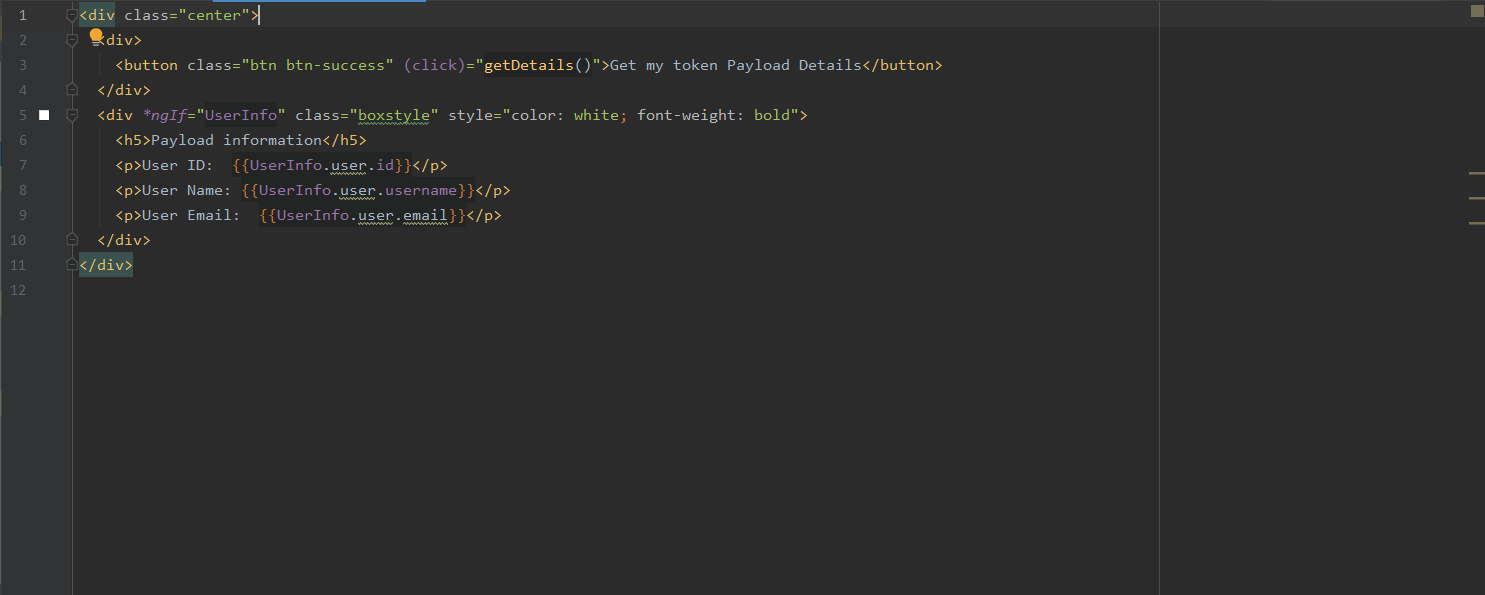 1 <div class="center">
2   <div>
3     <button class="btn btn-success" (click)="getDetails()">Get my token Payload Details</button>
4   </div>
5   <div *ngIf="UserInfo" class="boxstyle" style="color: white; font-weight: bold">
6     <h5>Payload information</h5>
7     <p>User ID:  {{UserInfo.user.id}}</p>
8     <p>User Name: {{UserInfo.user.username}}</p>
9     <p>User Email:  {{UserInfo.user.email}}</p>
10   </div>
11 </div>
12